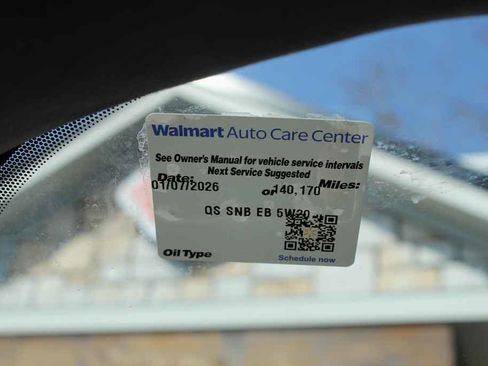 Walmart Auto Care Center
See Owner's Manual for vehicle service intervals
Next Service Suggested
Date: Miles:
01/07/2026 or 140,170
QS SNB EB 5W20
Oil Type
Schedule now